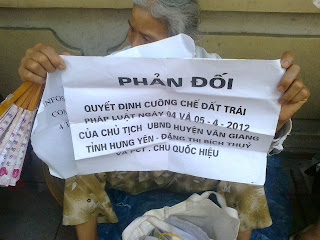 PHẢN ĐỐI
QUYẾT ĐỊNH CƯỠNG CHẾ ĐẤT TRÁI
PHÁP LUẬT NGÀY 04 VÀ 05 - 4 - 2012
CỦA CHỦ TỊCH UBND HUYỆN VĂN GIANG
TỈNH HƯNG YÊN - ĐẶNG THỊ BÍCH THUỶ
VÀ PCT - CHU QUỐC HIỆU